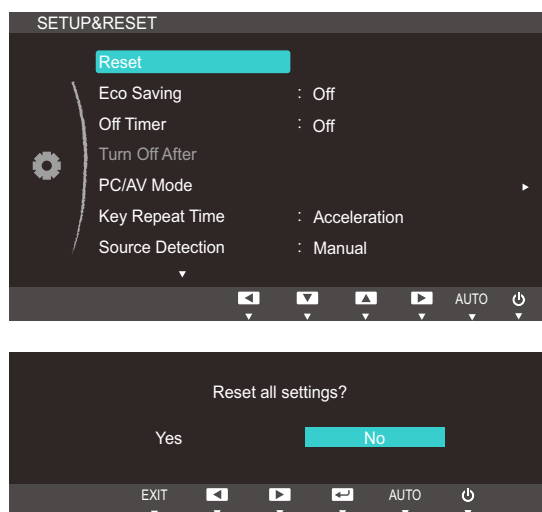 SETUP&RESET
Reset
Eco Saving : Off
Off Timer : Off
Turn Off After
PC/AV Mode
Key Repeat Time : Acceleration
Source Detection : Manual
AUTO
Reset all settings?
Yes No
EXIT AUTO